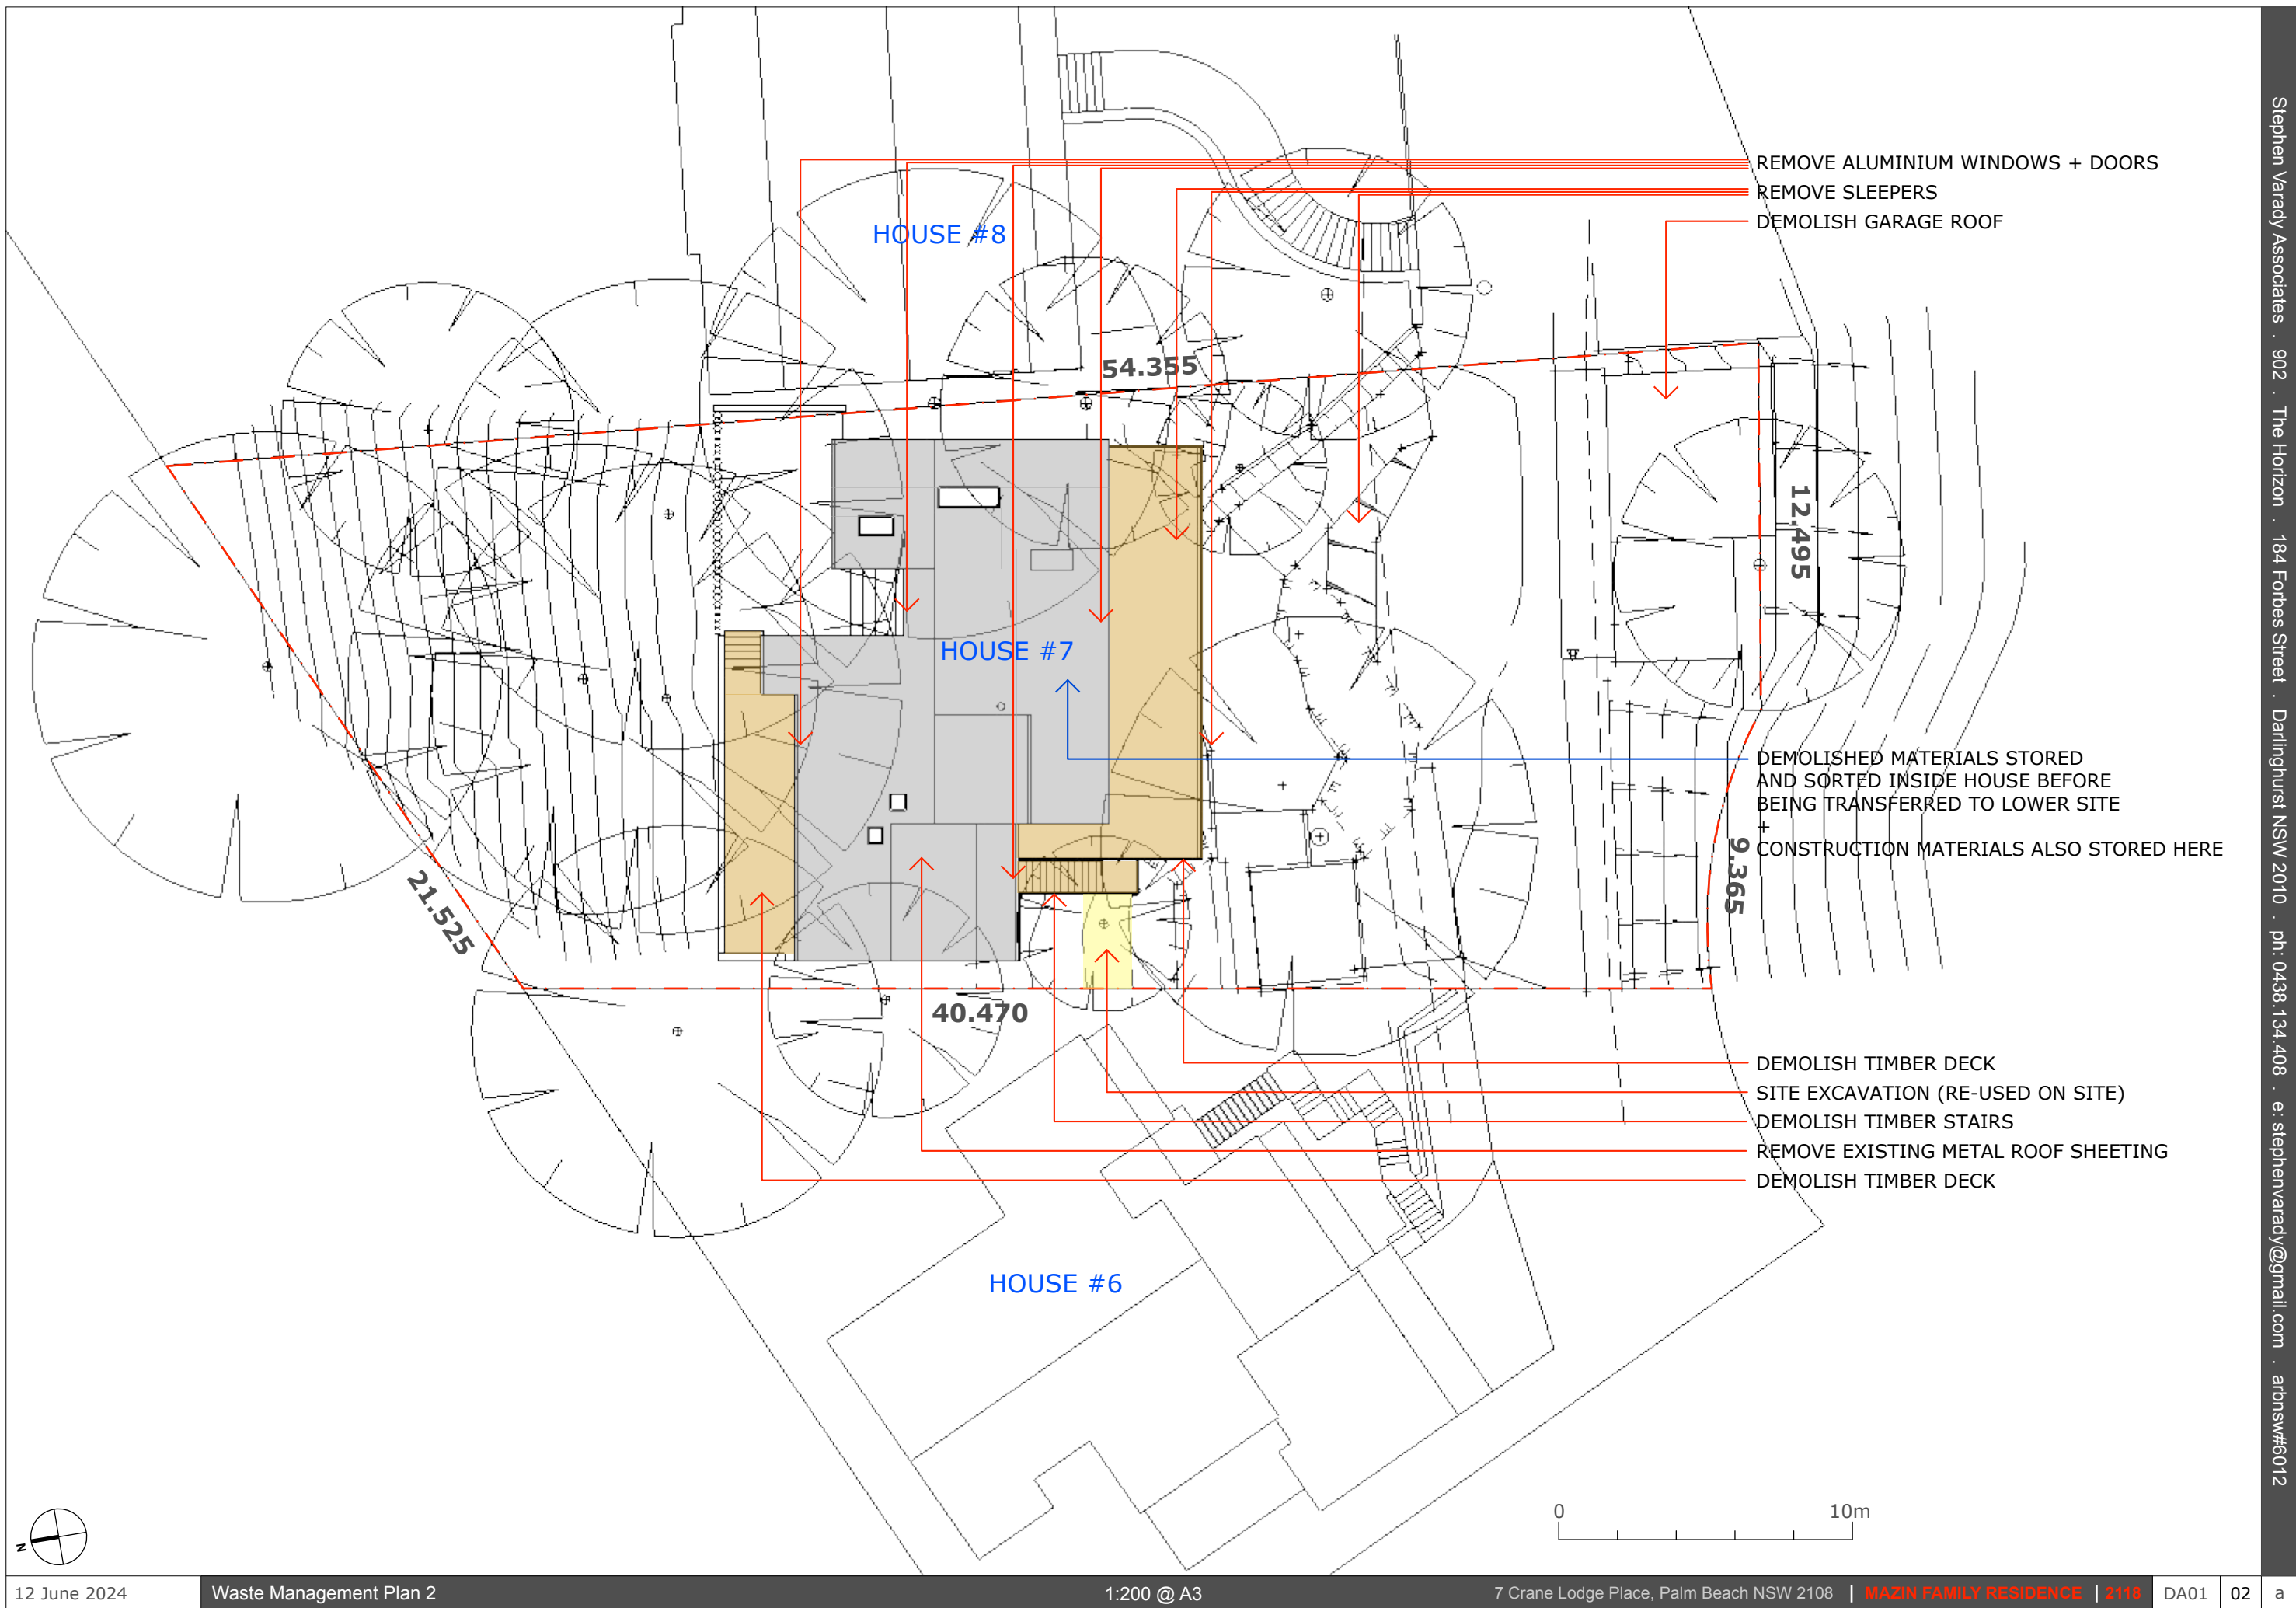 REMOVE ALUMINIUM WINDOWS + DOORS
REMOVE SLEEPERS
DEMOLISH GARAGE ROOF
HOUSE #8
54.355
12.495
HOUSE #7
DEMOLISHED MATERIALS STORED
AND SORTED INSIDE HOUSE BEFORE
BEING TRANSFERRED TO LOWER SITE
+
CONSTRUCTION MATERIALS ALSO STORED HERE
9.365
21.525
40.470
DEMOLISH TIMBER DECK
SITE EXCAVATION (RE-USED ON SITE)
DEMOLISH TIMBER STAIRS
REMOVE EXISTING METAL ROOF SHEETING
DEMOLISH TIMBER DECK
HOUSE #6
0 10m
N
Stephen Varady Associates . 902 . The Horizon . 184 Forbes Street . Darlinghurst NSW 2010 . ph: 0438.134.408 . e: stephenvarady@gmail.com . arbnsw#6012
12 June 2024 Waste Management Plan 2 1:200 @ A3 7 Crane Lodge Place, Palm Beach NSW 2108 | MAZIN FAMILY RESIDENCE | 2118 DA01 02 a